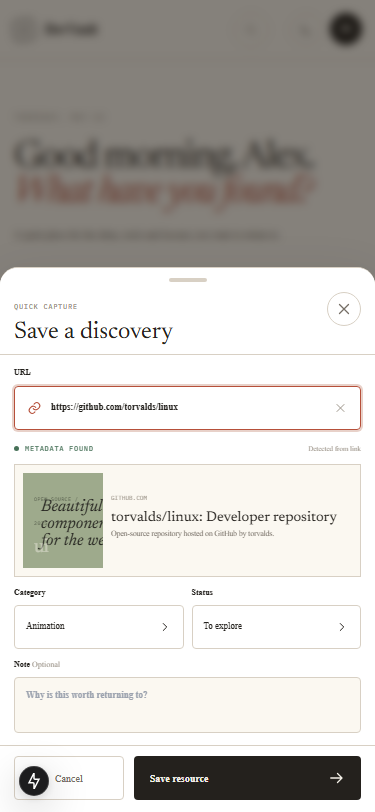 Good morning, Alex.
What have you found?
QUICK CAPTURE
Save a discovery
URL
https://github.com/torvalds/linux
METADATA FOUND
Detected from link
Beautiful
componen
for the we
GITHUB.COM
torvalds/linux: Developer repository
Open-source repository hosted on GitHub by torvalds.
Category
Status
Animation
To explore
Note Optional
Why is this worth returning to?
Cancel
Save resource